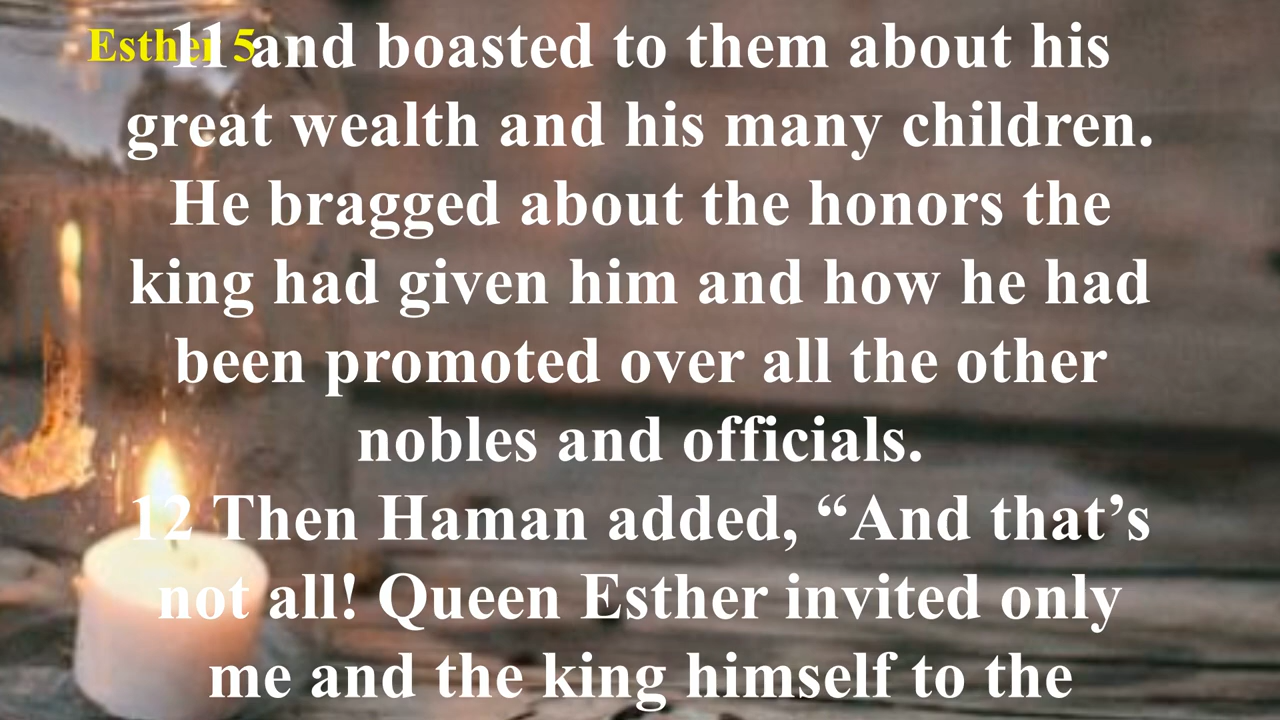 Esther 5
11 and boasted to them about his
great wealth and his many children.
He bragged about the honors the
king had given him and how he had
been promoted over all the other
nobles and officials.
12 Then Haman added, “And that’s
not all! Queen Esther invited only
me and the king himself to the